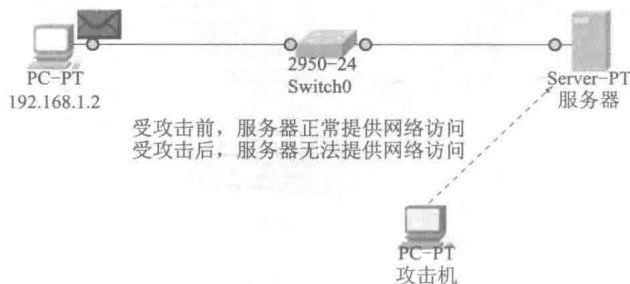 PC-PT
192.168.1.2
2950-24
Switch0
Server-PT
服务器
受攻击前，服务器正常提供网络访问
受攻击后，服务器无法提供网络访问
PC-PT
攻击机